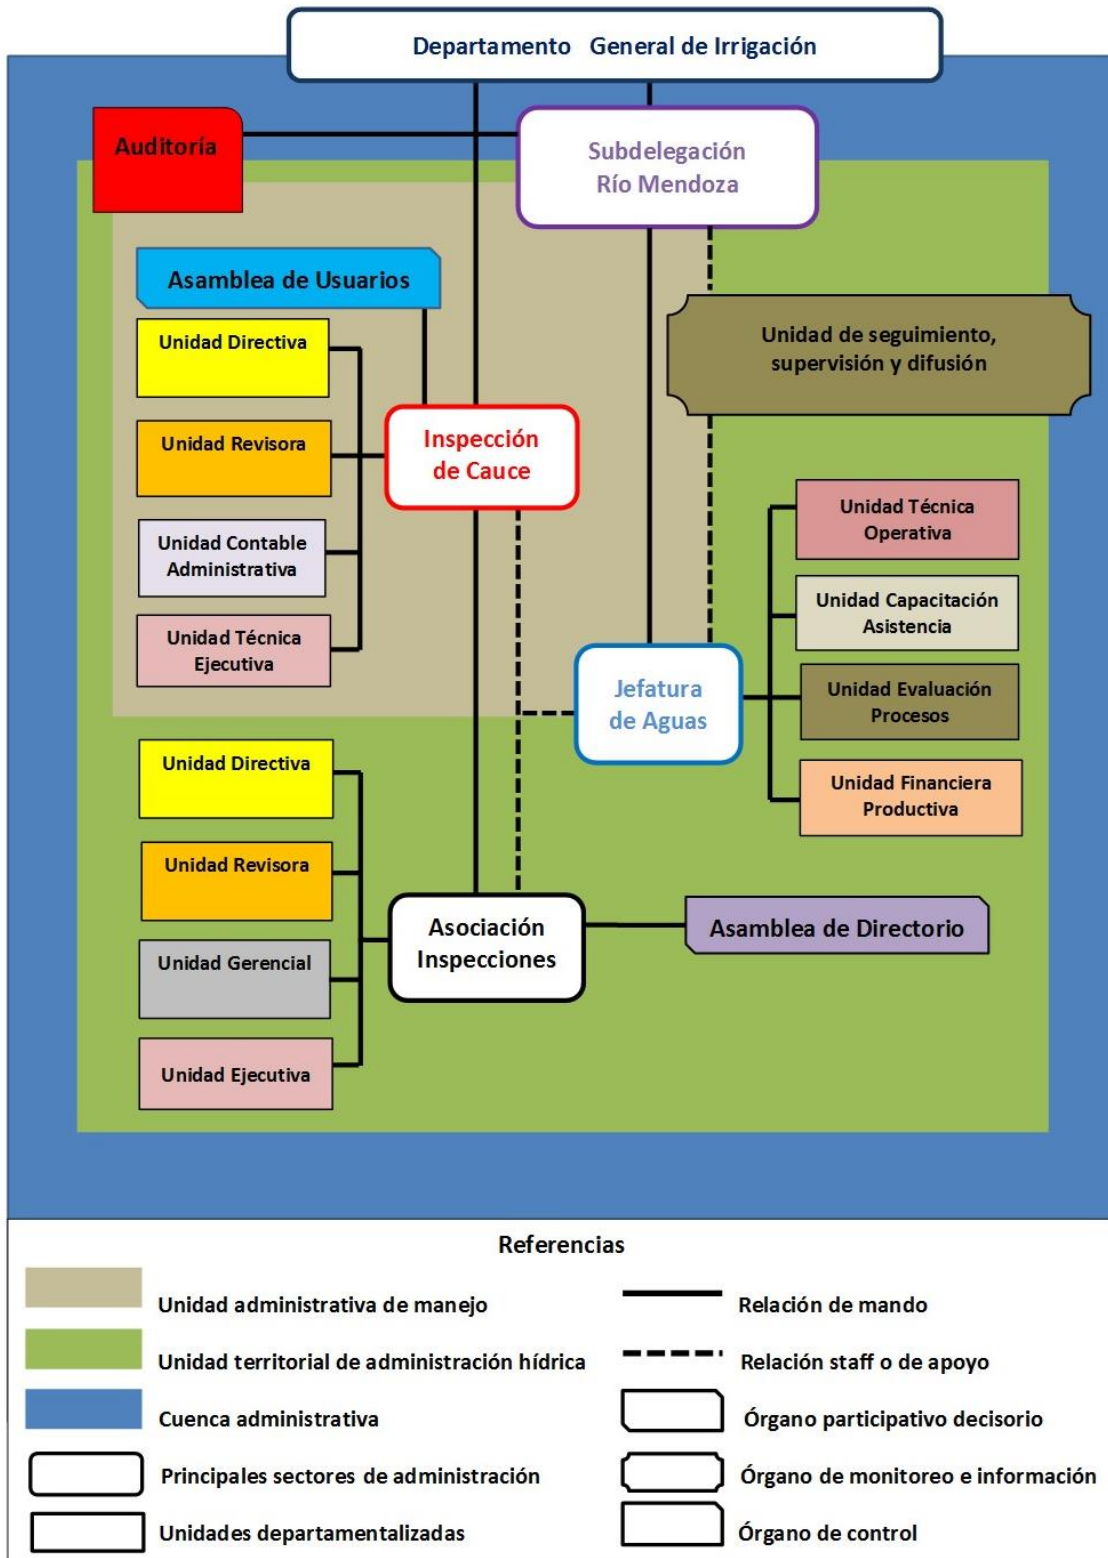 Departamento General de Irrigación
Auditoría
Subdelegación
Río Mendoza
Asamblea de Usuarios
Unidad Directiva
Unidad de seguimiento,
supervisión y difusión
Unidad Revisora
Inspección
de Cauce
Unidad Contable
Administrativa
Unidad Técnica
Operativa
Unidad Técnica
Ejecutiva
Unidad Capacitación
Asistencia
Jefatura
de Aguas
Unidad Evaluación
Procesos
Unidad Directiva
Unidad Financiera
Productiva
Unidad Revisora
Asociación
Inspecciones
Asamblea de Directorio
Unidad Gerencial
Unidad Ejecutiva
Referencias
Unidad administrativa de manejo
Unidad territorial de administración hídrica
Cuenca administrativa
Principales sectores de administración
Unidades departamentalizadas
Relación de mando
Relación staff o de apoyo
Órgano participativo decisorio
Órgano de monitoreo e información
Órgano de control